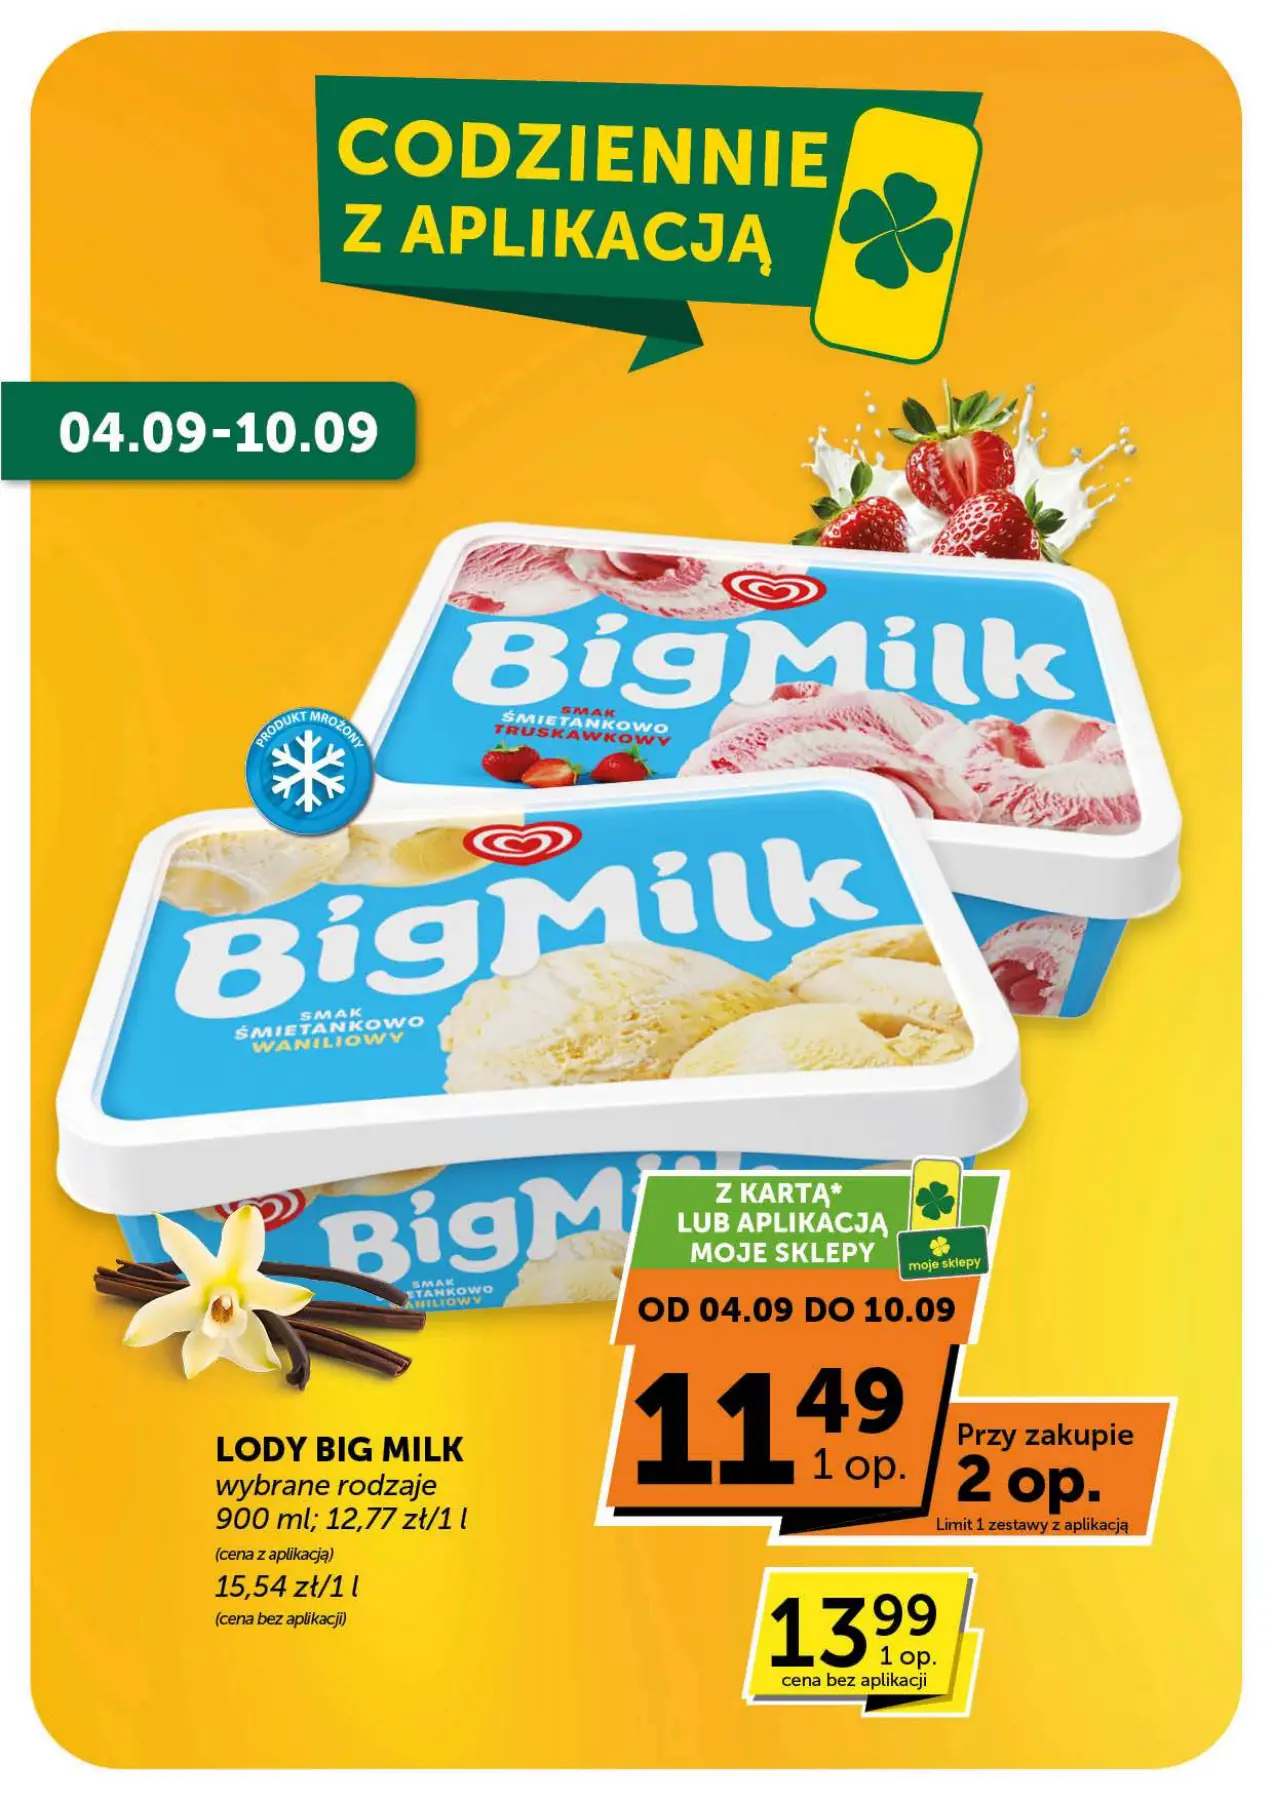 CODZIENNIE
Z APLIKACJĄ
04.09-10.09
BigMilk
SMAK
ŚMIETANKOWO
TRUSKAWKOWY
PRODUKT MROŻONY
BigMilk
SMAK
ŚMIETANKOWO
WANILIOWY
BigM
SMAK
ETANKOWO
WANILIOWY
Z KARTĄ*
LUB APLIKACJĄ
MOJE SKLEPY
moje sklepy
OD 04.09 DO 10.09
11 49
1 op.
Przy zakupie
2 op.
Limit 1 zestawy z aplikacją
LODY BIG MILK
wybrane rodzaje
900 ml; 12,77 zł/1 l
(cena z aplikacją)
15,54 zł/1 l
(cena bez aplikacji)
13 99
1 op.
cena bez aplikacji